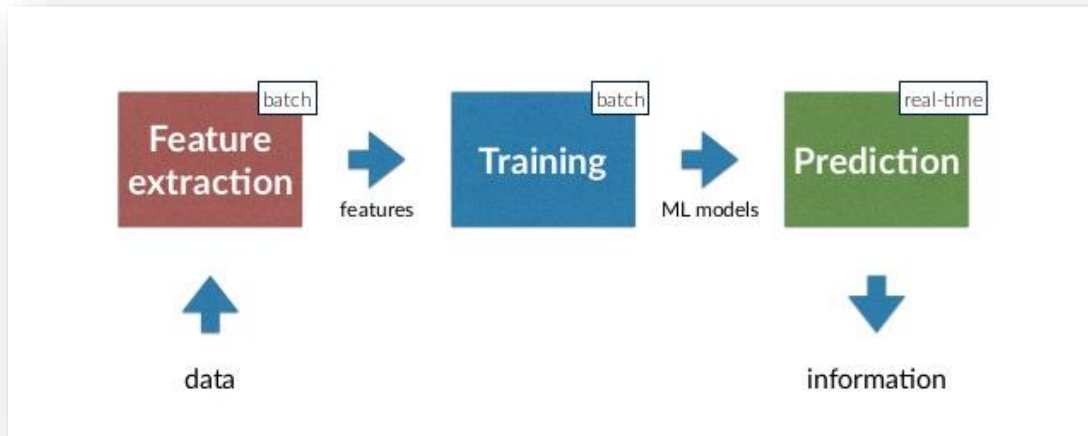 batch
Feature
extraction
features
batch
Training
ML models
real-time
Prediction
data
information